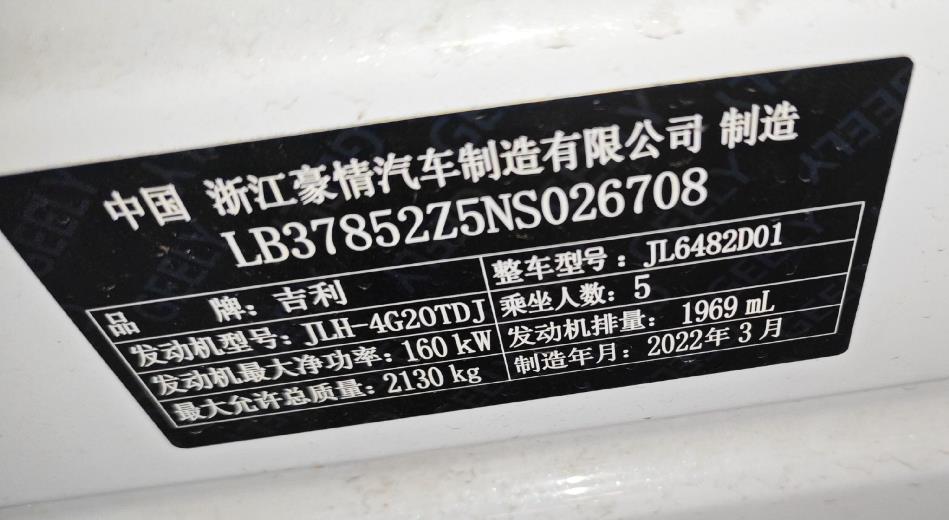 中国 浙江豪情汽车制造有限公司 制造
LB37852Z5NS026708
品 牌：吉利 整车型号：JL6482D01
发动机型号：JLH-4G20TDJ 乘坐人数：5
发动机最大净功率：160 kW 发动机排量：1969 mL
最大允许总质量：2130 kg 制造年月：2022年3月